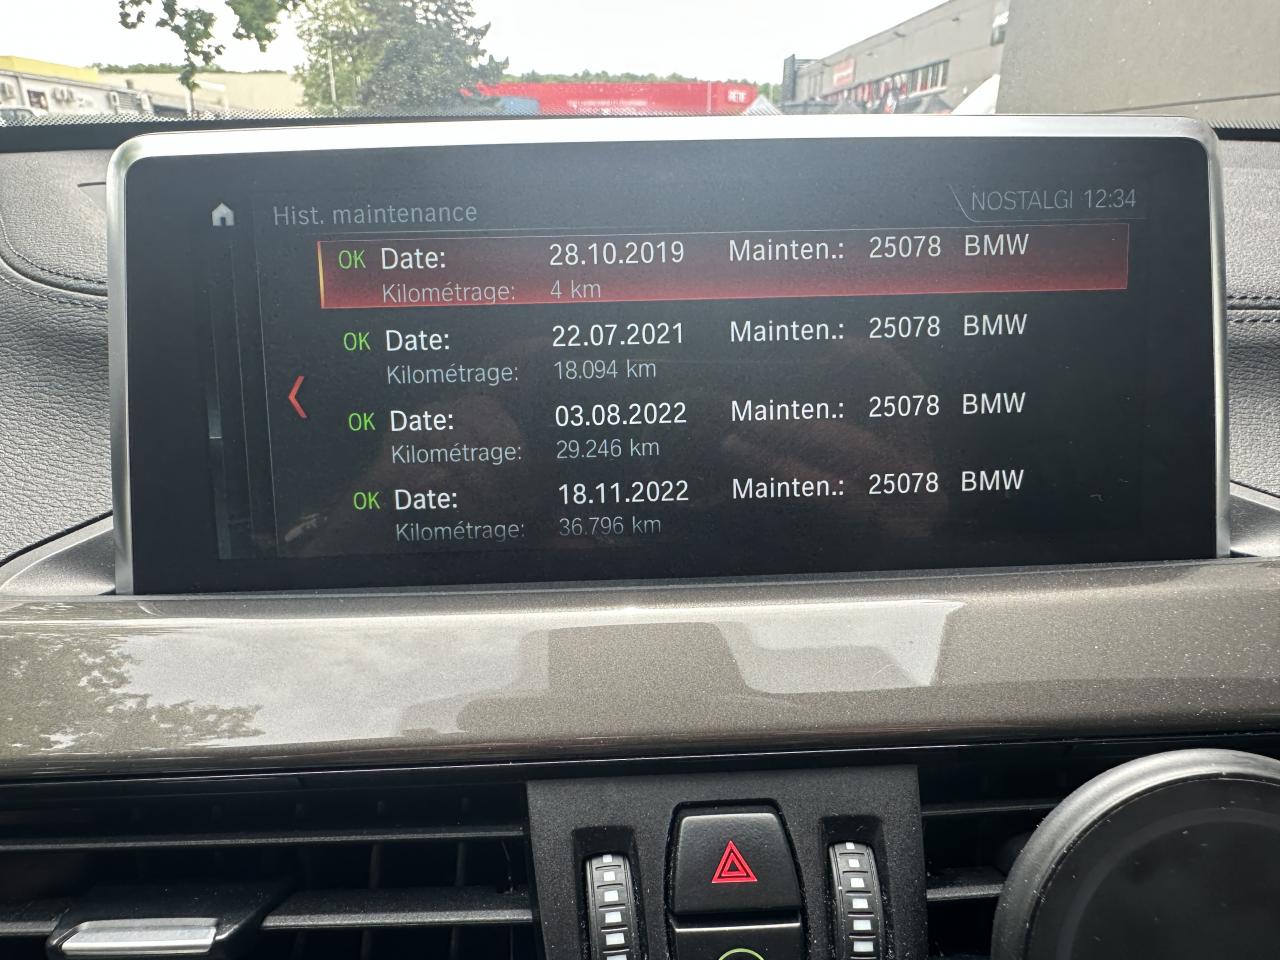 Hist. maintenance
NOSTALGI 12:34
OK Date: 28.10.2019 Mainten.: 25078 BMW
Kilométrage: 4 km
OK Date: 22.07.2021 Mainten.: 25078 BMW
Kilométrage: 18.094 km
OK Date: 03.08.2022 Mainten.: 25078 BMW
Kilométrage: 29.246 km
OK Date: 18.11.2022 Mainten.: 25078 BMW
Kilométrage: 36.796 km